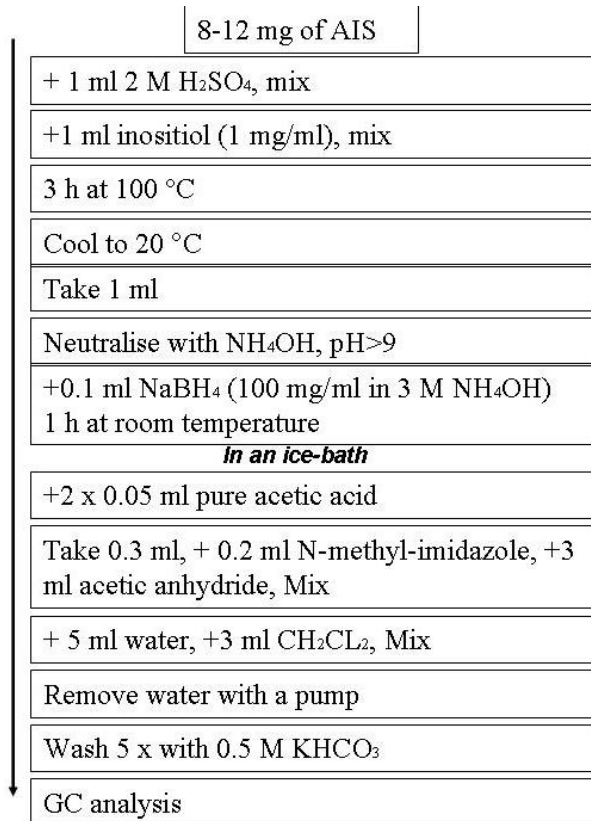 8-12 mg of AIS
+ 1 ml 2 M H₂SO₄, mix
+1 ml inositiol (1 mg/ml), mix
3 h at 100 °C
Cool to 20 °C
Take 1 ml
Neutralise with NH₄OH, pH>9
+0.1 ml NaBH₄ (100 mg/ml in 3 M NH₄OH)
1 h at room temperature
In an ice-bath
+2 x 0.05 ml pure acetic acid
Take 0.3 ml, + 0.2 ml N-methyl-imidazole, +3
ml acetic anhydride, Mix
+ 5 ml water, +3 ml CH₂CL₂, Mix
Remove water with a pump
Wash 5 x with 0.5 M KHCO₃
GC analysis